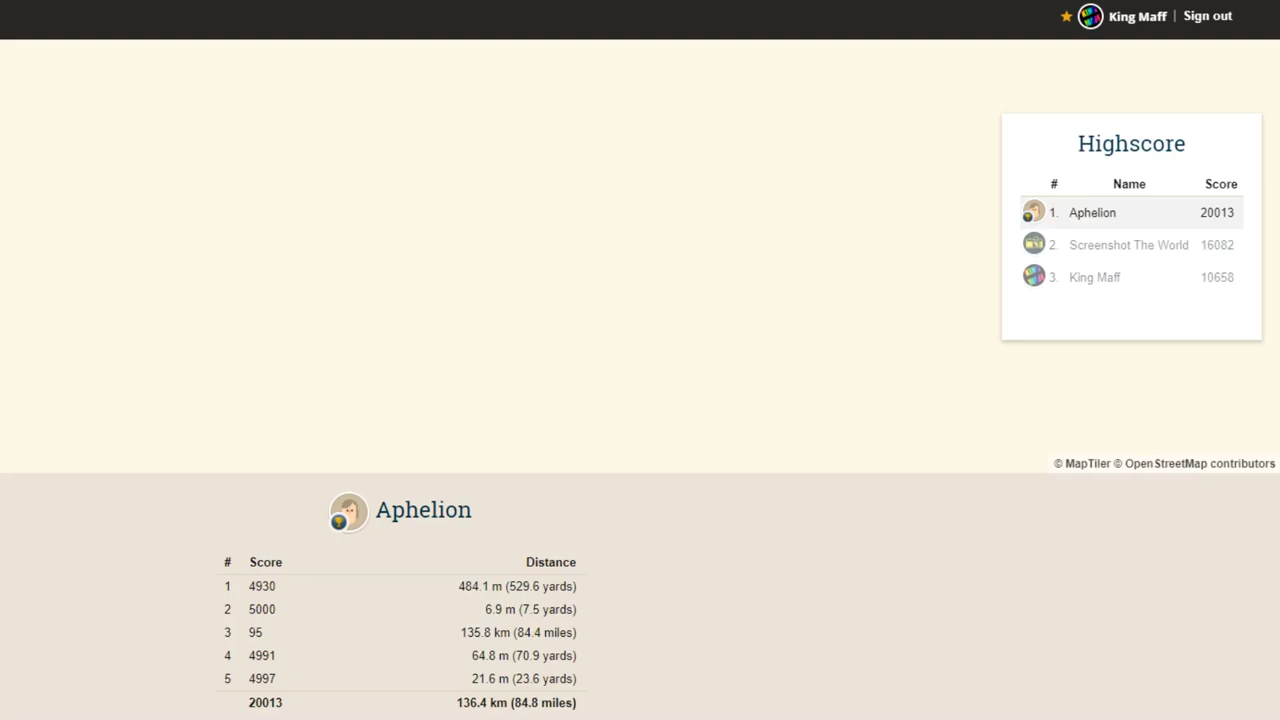 King Maff | Sign out
Highscore
# Name Score
1. Aphelion 20013
2. Screenshot The World 16082
3. King Maff 10658
© MapTiler © OpenStreetMap contributors
Aphelion
# Score Distance
1 4930 484.1 m (529.6 yards)
2 5000 6.9 m (7.5 yards)
3 95 135.8 km (84.4 miles)
4 4991 64.8 m (70.9 yards)
5 4997 21.6 m (23.6 yards)
20013 136.4 km (84.8 miles)